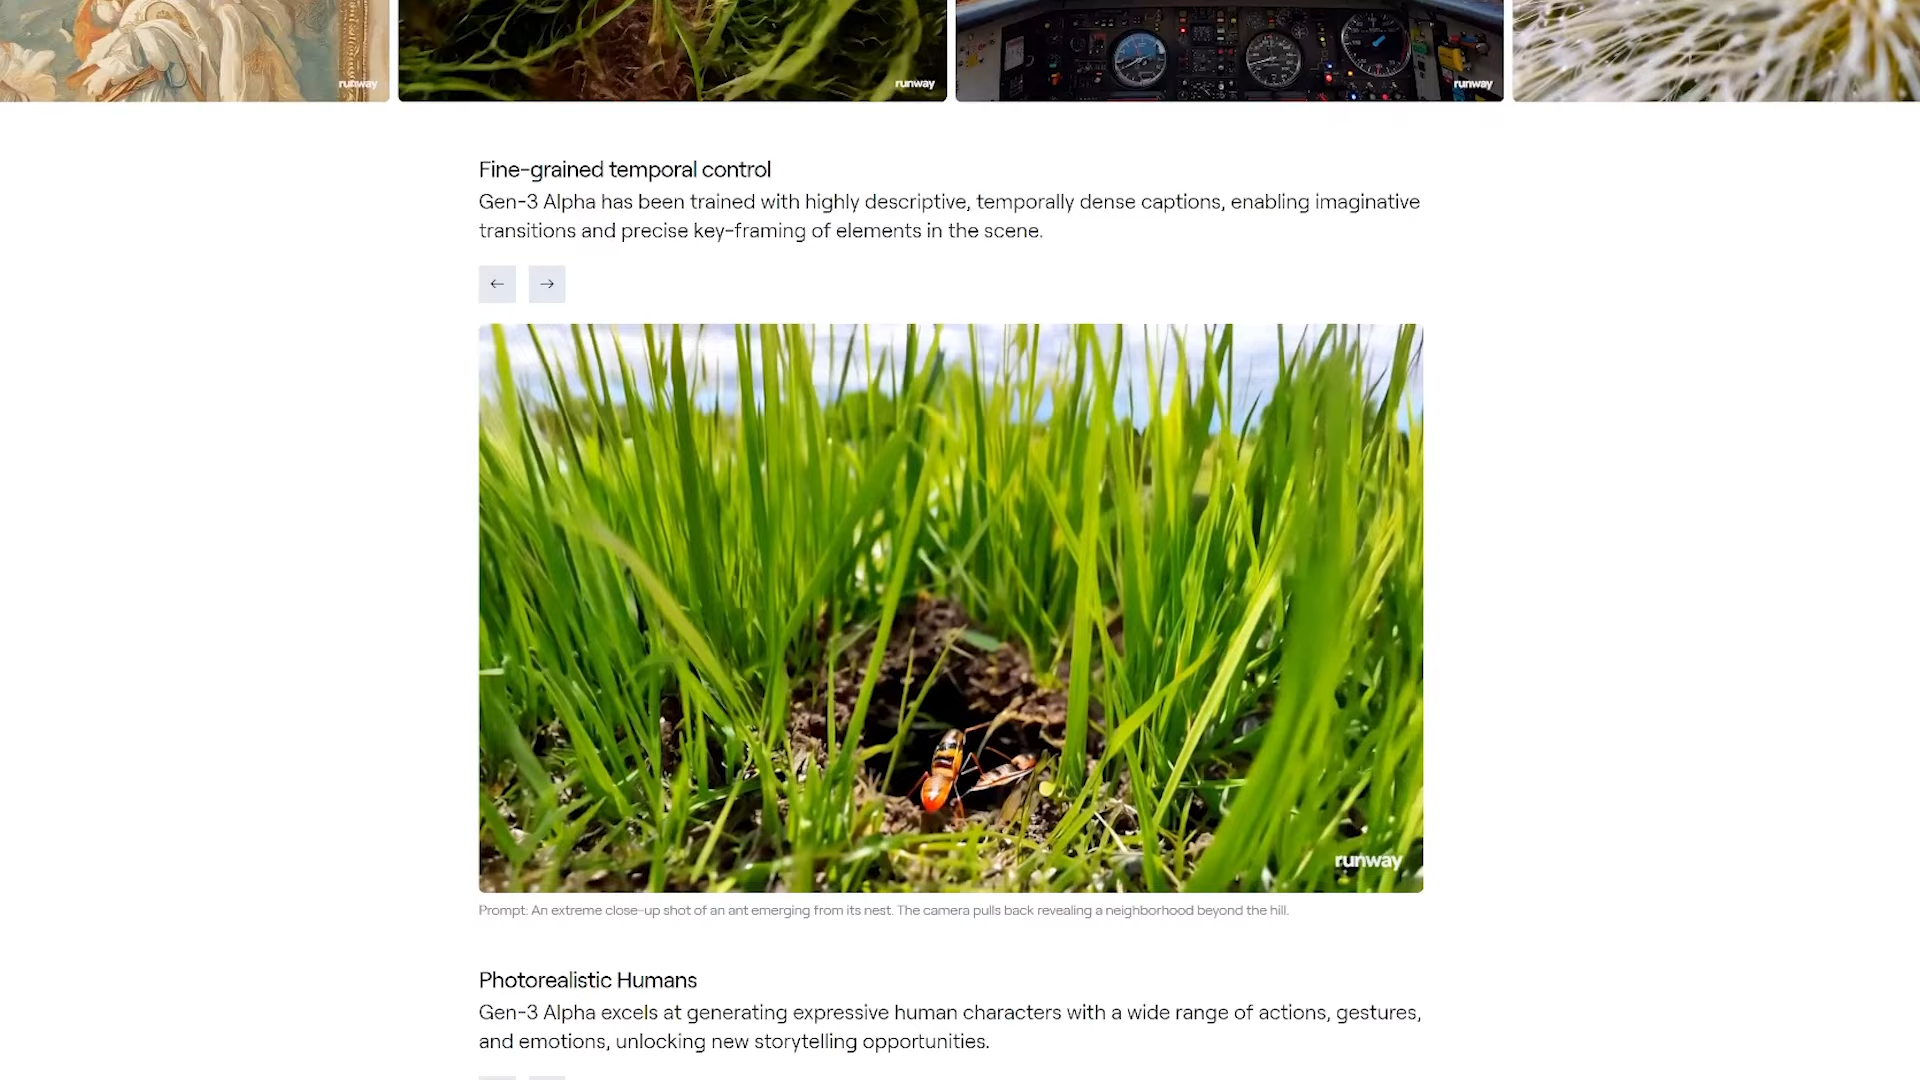 runway
runway
runway
Fine-grained temporal control
Gen-3 Alpha has been trained with highly descriptive, temporally dense captions, enabling imaginative
transitions and precise key-framing of elements in the scene.
runway
Prompt: An extreme close-up shot of an ant emerging from its nest. The camera pulls back revealing a neighborhood beyond the hill.
Photorealistic Humans
Gen-3 Alpha excels at generating expressive human characters with a wide range of actions, gestures,
and emotions, unlocking new storytelling opportunities.